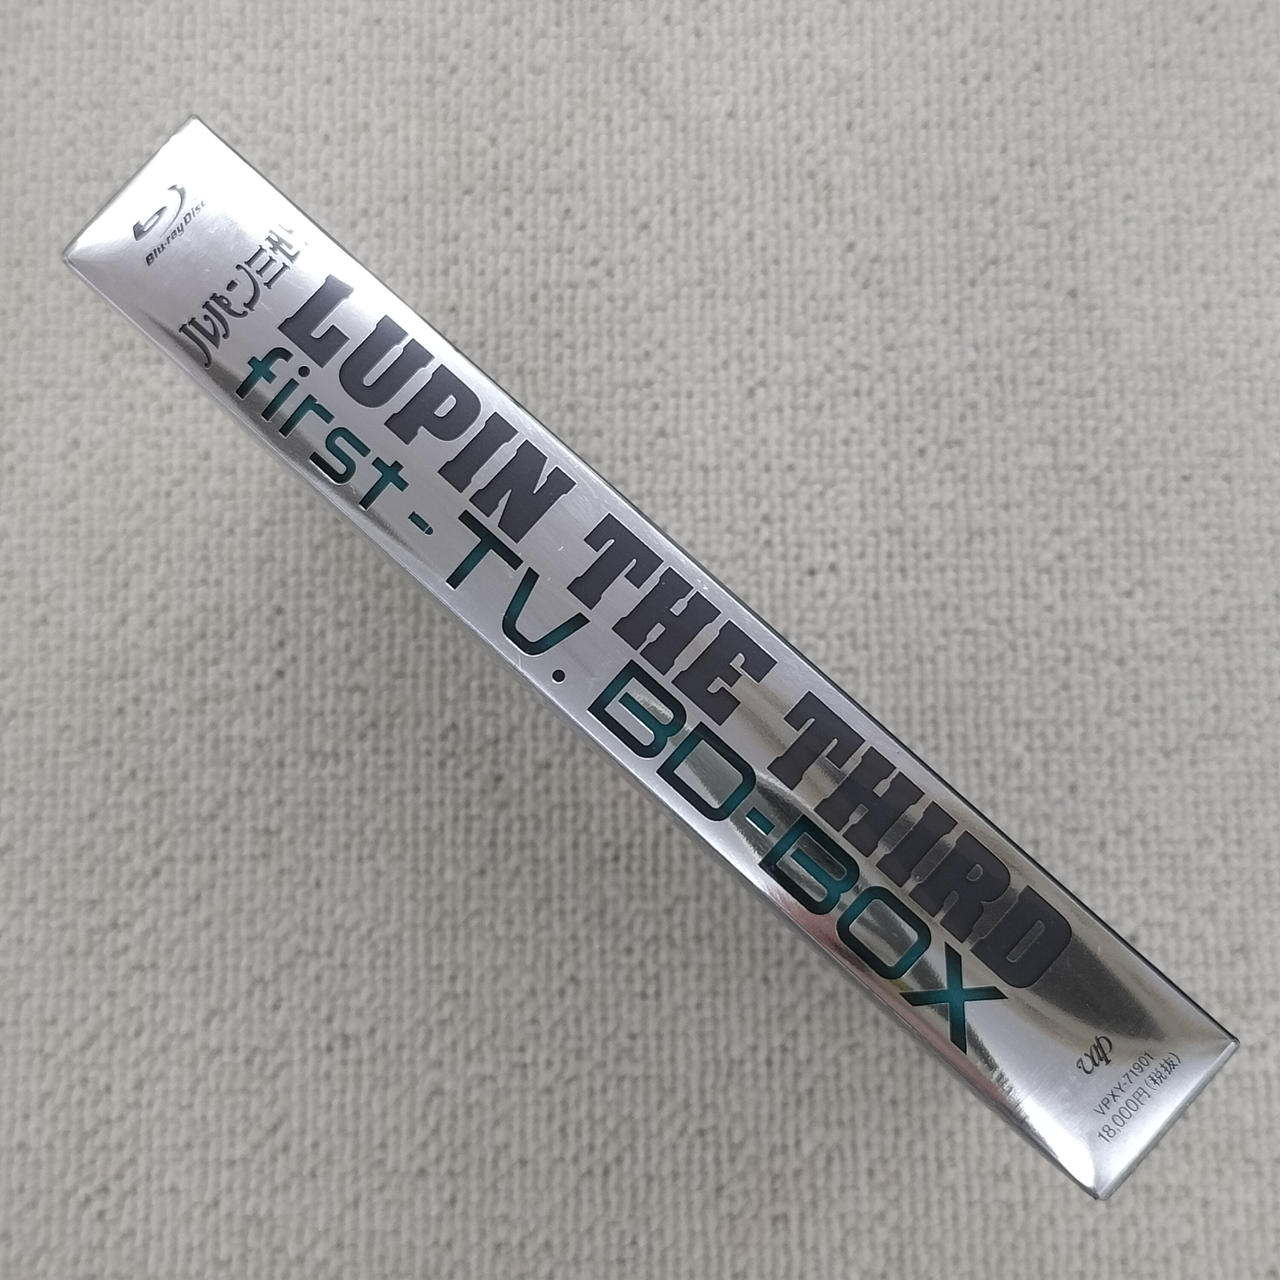 Blu-ray Disc
ルパン三世
LUPIN THE THIRD
first-TV. BD-BOX
vap
VPXY-71901
18,000円(税抜)